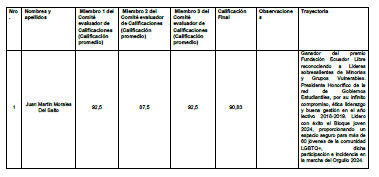 Nro
.
Nombres y
apellidos
Miembro 1 del
Comité
evaluador de
Calificaciones
(Calificación
promedio)
Miembro 2 del
Comité
evaluador de
Calificaciones
(Calificación
promedio)
Miembro 3 del
Comité
evaluador de
Calificaciones
(Calificación
promedio)
Calificación
Final
Observacione
s
Trayectoria
1
Juan Martin Morales
Del Salto
92,5
87,5
92,5
90,83
Ganador del premio
Fundación Ecuador Libre
reconociendo a Líderes
sobresalientes de Minorías
y Grupos Vulnerables.
Presidente Honorífico de la
red de Gobiernos
Estudiantiles, por su infinito
compromiso, ética liderazgo
y buena gestión en el año
lectivo 2018-2019. Lideró
con éxito el Bloque joven
2024, proporcionando un
espacio seguro para más de
60 jóvenes de la comunidad
LGBTQ+, dicha
participación e incidencia en
la marcha del Orgullo 2024.